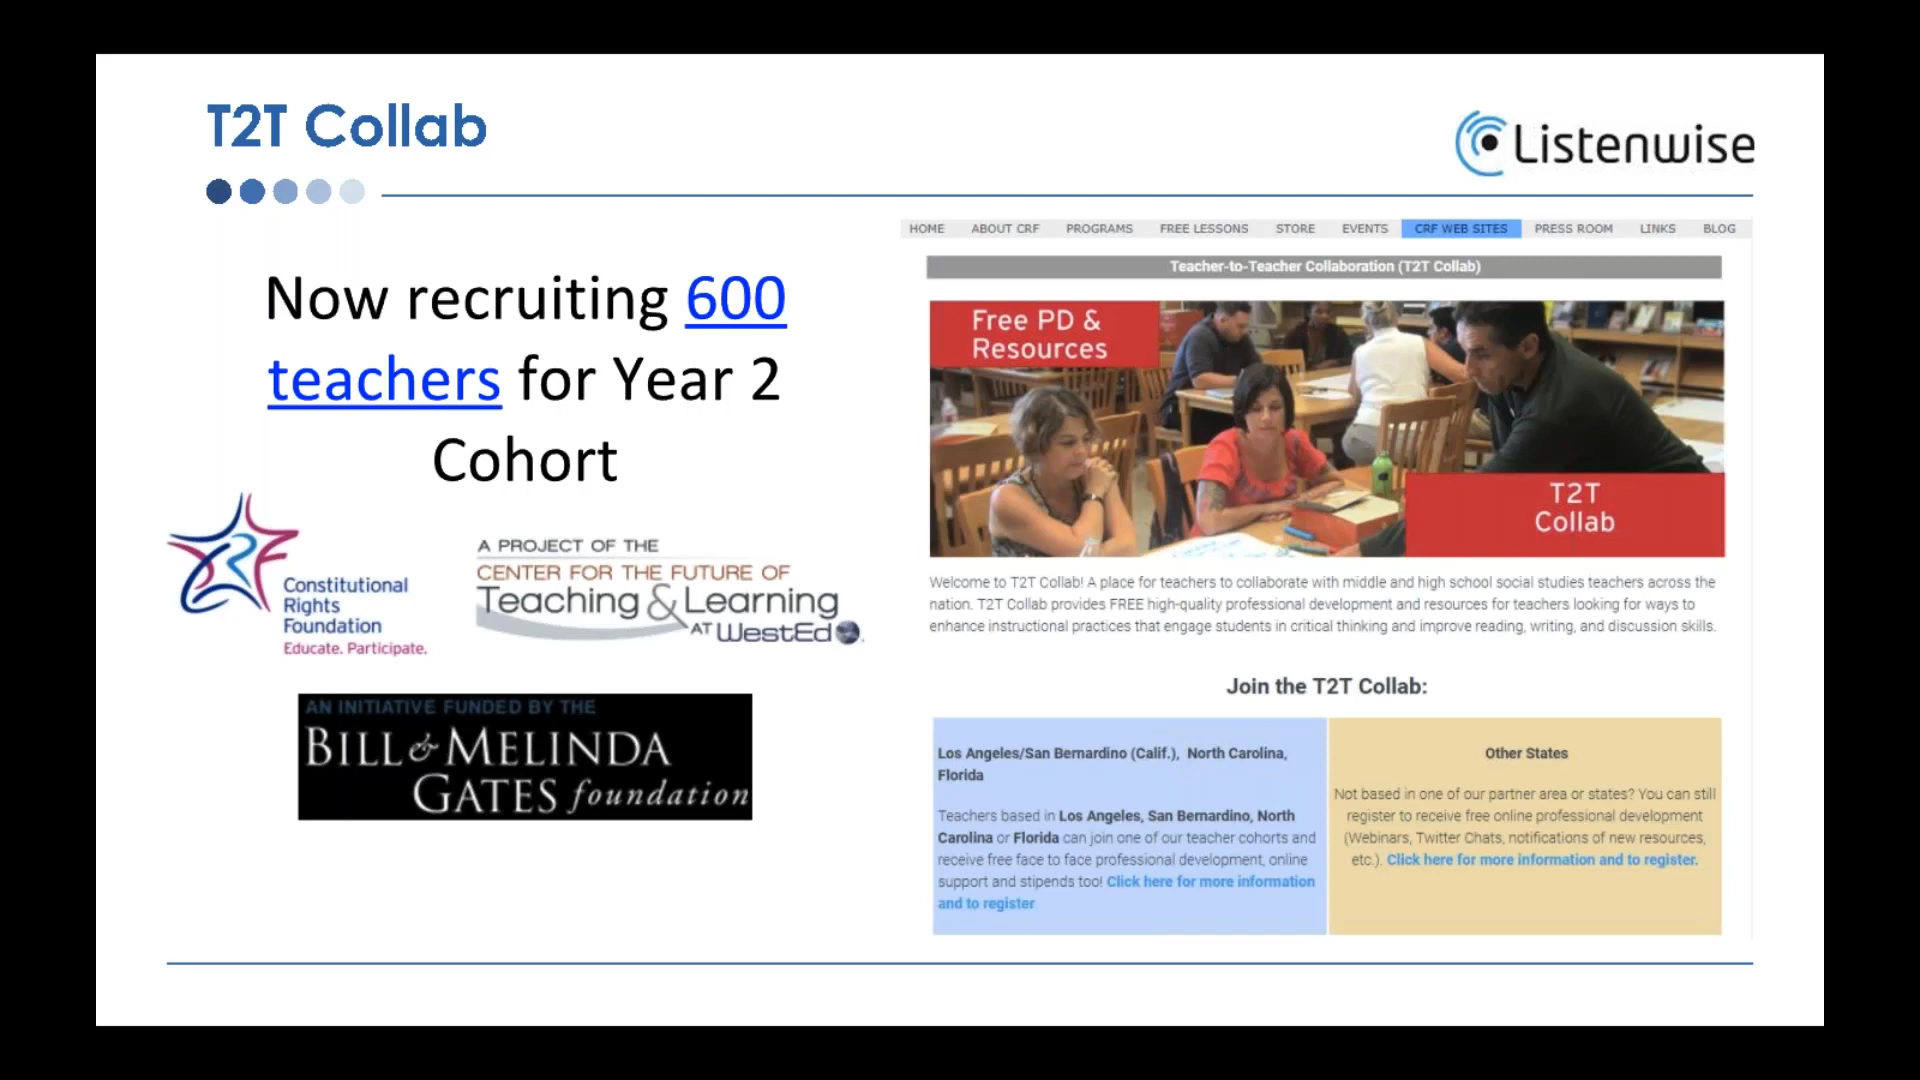 T2T Collab
Listenwise
Now recruiting 600
teachers for Year 2
Cohort
Constitutional
Rights
Foundation
Educate. Participate.
A PROJECT OF THE
CENTER FOR THE FUTURE OF
Teaching & Learning
AT WestEd
AN INITIATIVE FUNDED BY THE
BILL & MELINDA
GATES foundation
HOME ABOUT CRF PROGRAMS FREE LESSONS STORE EVENTS CRF WEB SITES PRESS ROOM LINKS BLOG
Teacher-to-Teacher Collaboration (T2T Collab)
Free PD &
Resources
T2T
Collab
Welcome to T2T Collab! A place for teachers to collaborate with middle and high school social studies teachers across the
nation. T2T Collab provides FREE high-quality professional development and resources for teachers looking for ways to
enhance instructional practices that engage students in critical thinking and improve reading, writing, and discussion skills.
Join the T2T Collab:
Los Angeles/San Bernardino (Calif.), North Carolina,
Florida
Teachers based in Los Angeles, San Bernardino, North
Carolina or Florida can join one of our teacher cohorts and
receive free face to face professional development, online
support and stipends too! Click here for more information
and to register
Other States
Not based in one of our partner area or states? You can still
register to receive free online professional development
(Webinars, Twitter Chats, notifications of new resources,
etc.). Click here for more information and to register.